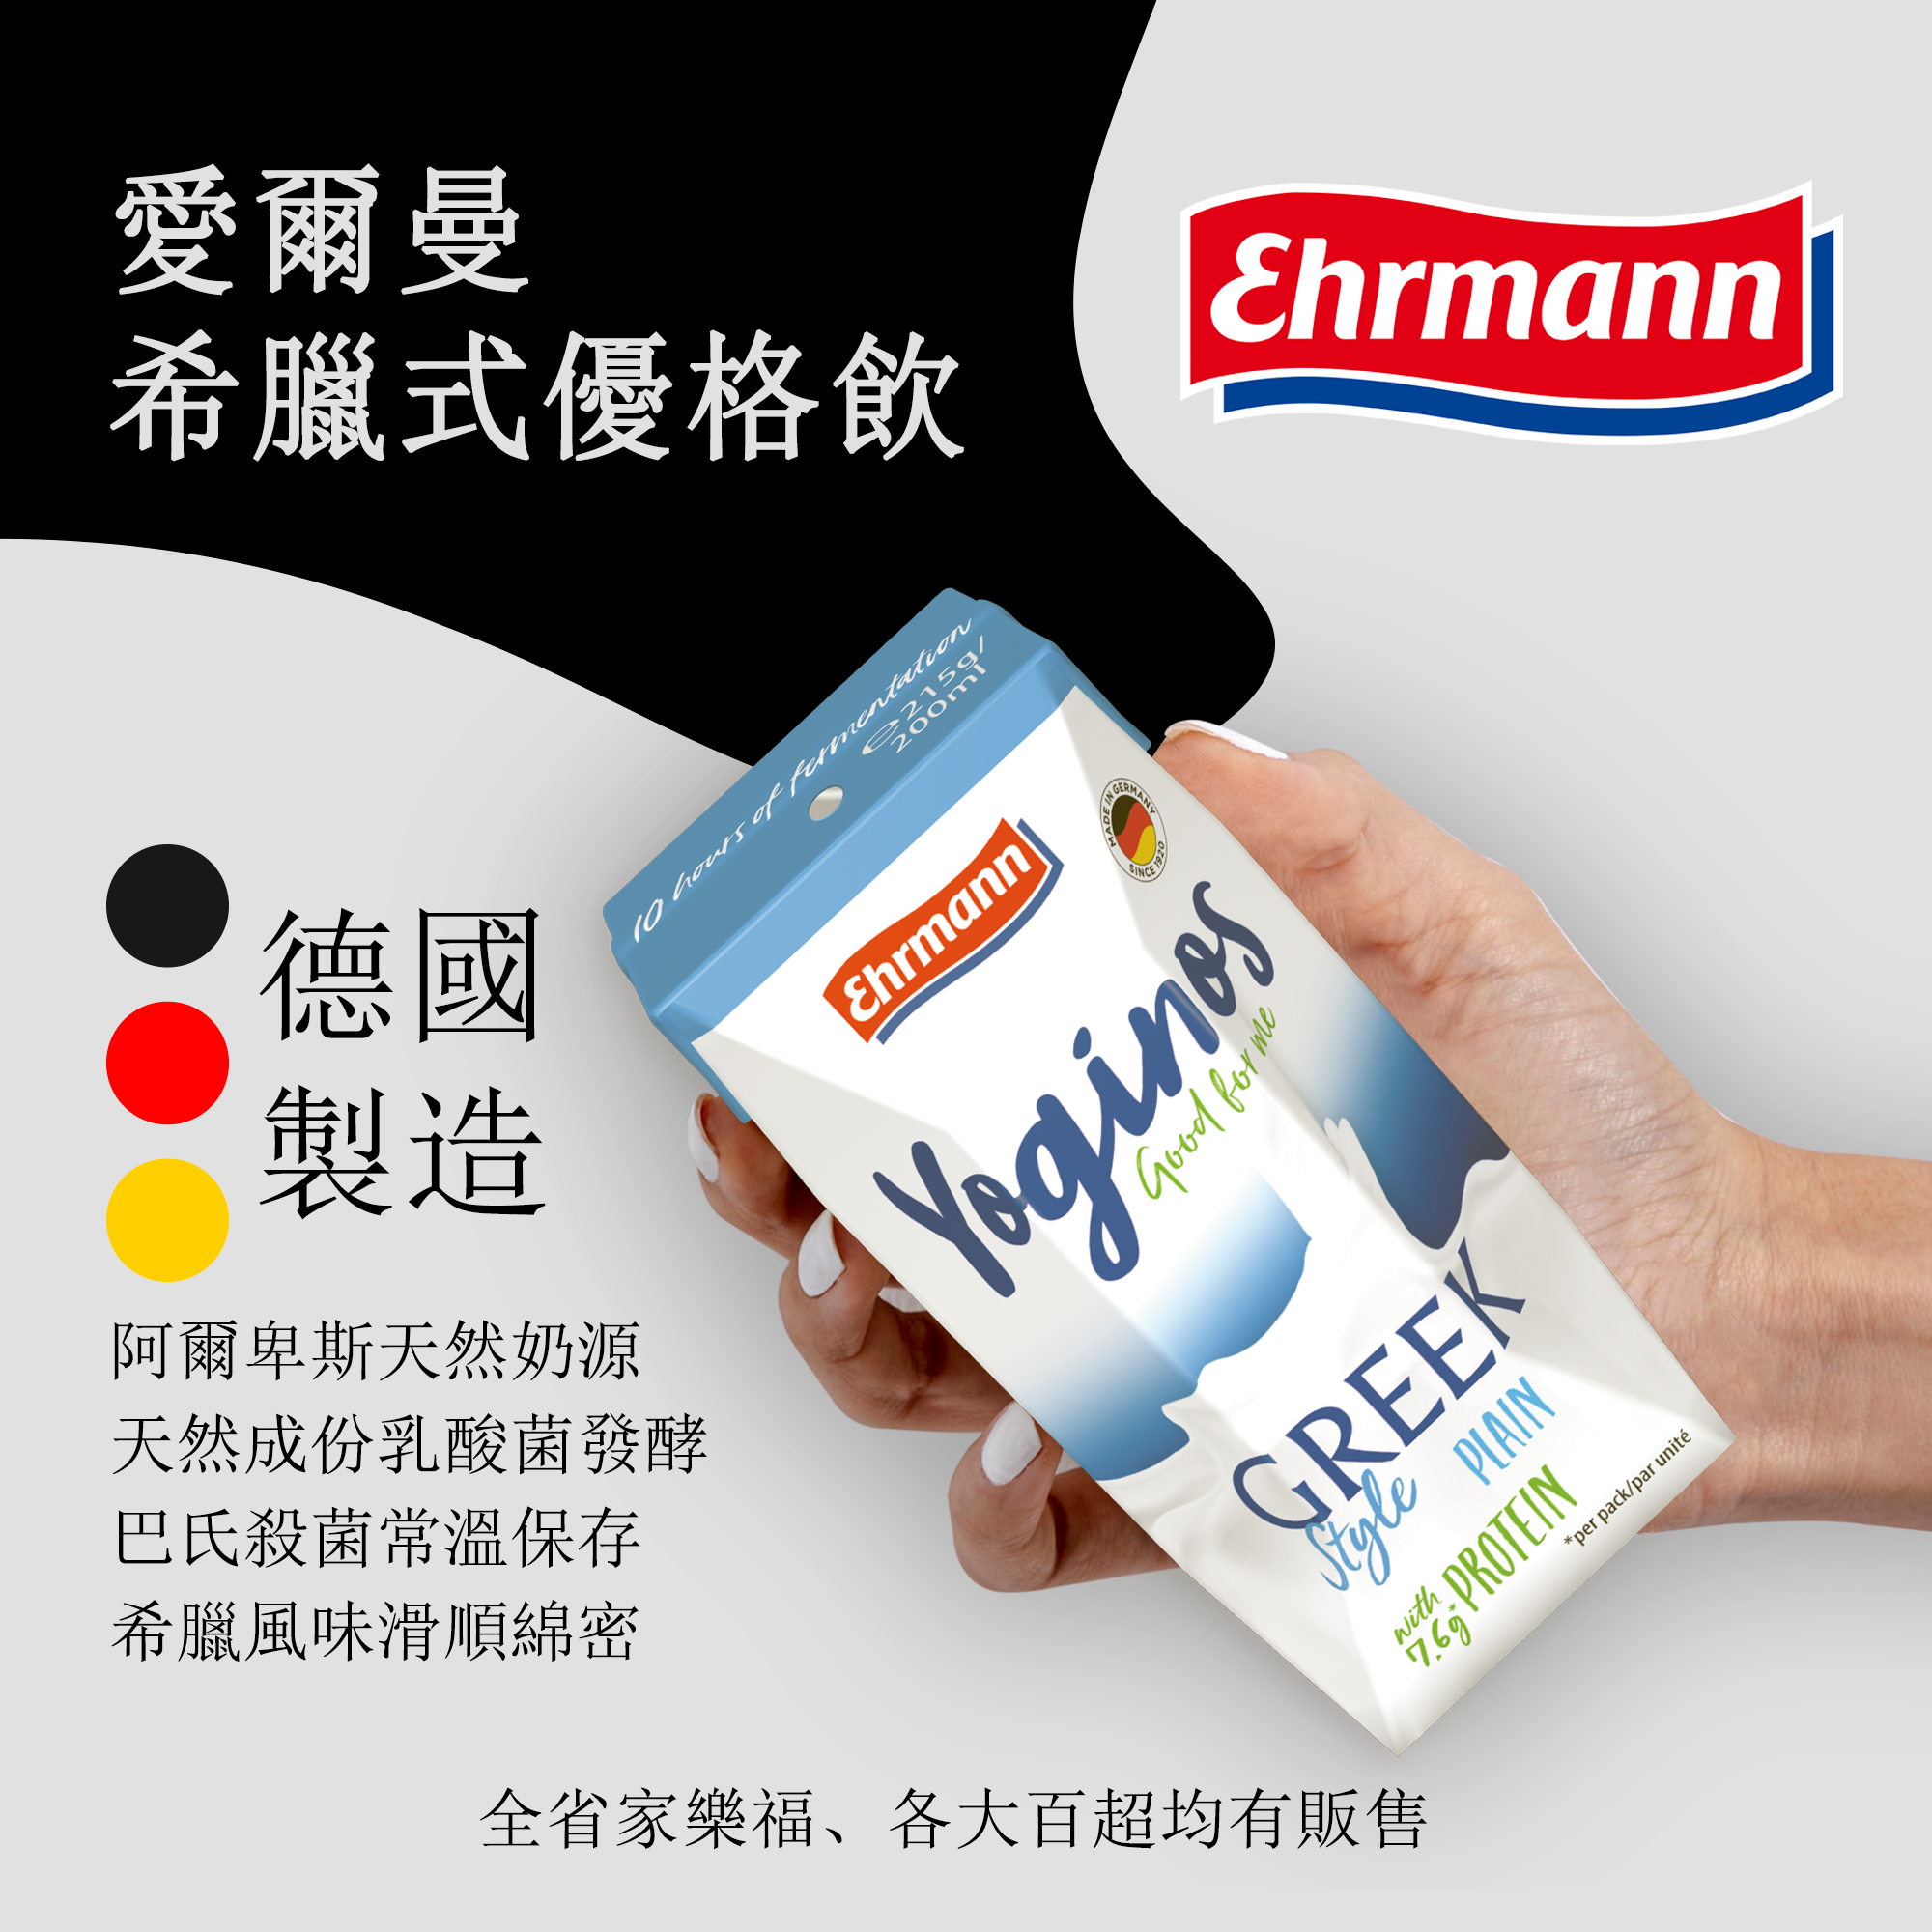 愛爾曼
希臘式優格飲
Ehrmann
10 hours of fermentation
℮215g/
200ml
MADE IN GERMANY
SINCE 1920
Ehrmann
Yoginos
Good for me
GREEK
Style PLAIN
with
7.6g* PROTEIN
*per pack/par unité
德國
製造
阿爾卑斯天然奶源
天然成份乳酸菌發酵
巴氏殺菌常溫保存
希臘風味滑順綿密
全省家樂福、各大百超均有販售